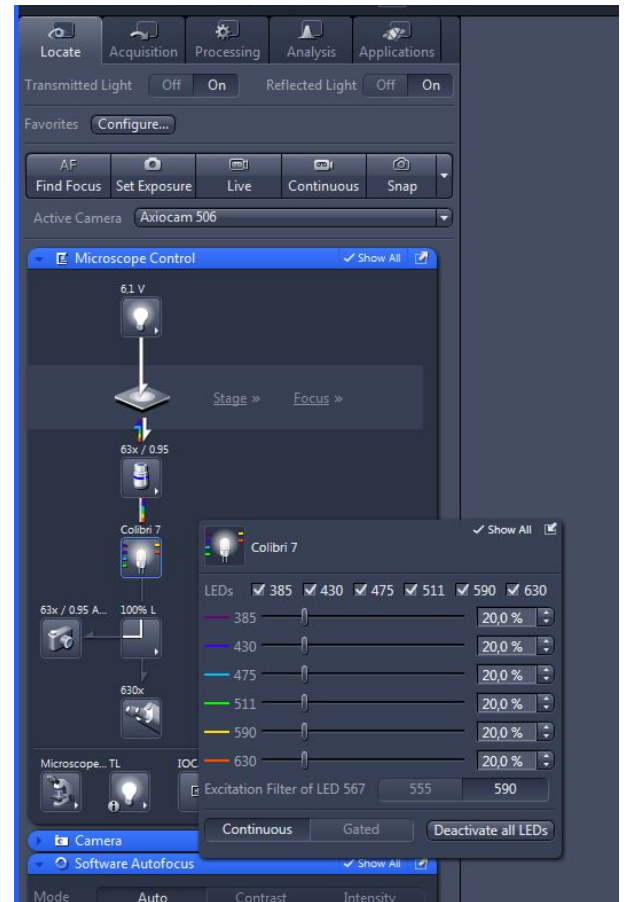 Locate Acquisition Processing Analysis Applications
Transmitted Light Off On Reflected Light Off On
Favorites Configure...
AF
Find Focus Set Exposure Live Continuous Snap
Active Camera Axiocam 506
Microscope Control Show All
6,1 V
Stage » Focus »
63x / 0.95
Colibri 7
63x / 0.95 A... 100% L
630x
Microscope... TL IOC
Camera
Software Autofocus Show All
Mode Auto Contrast Intensity
Show All
Colibri 7
LEDs 385 430 475 511 590 630
385 20,0 %
430 20,0 %
475 20,0 %
511 20,0 %
590 20,0 %
630 20,0 %
Excitation Filter of LED 567 555 590
Continuous Gated Deactivate all LEDs